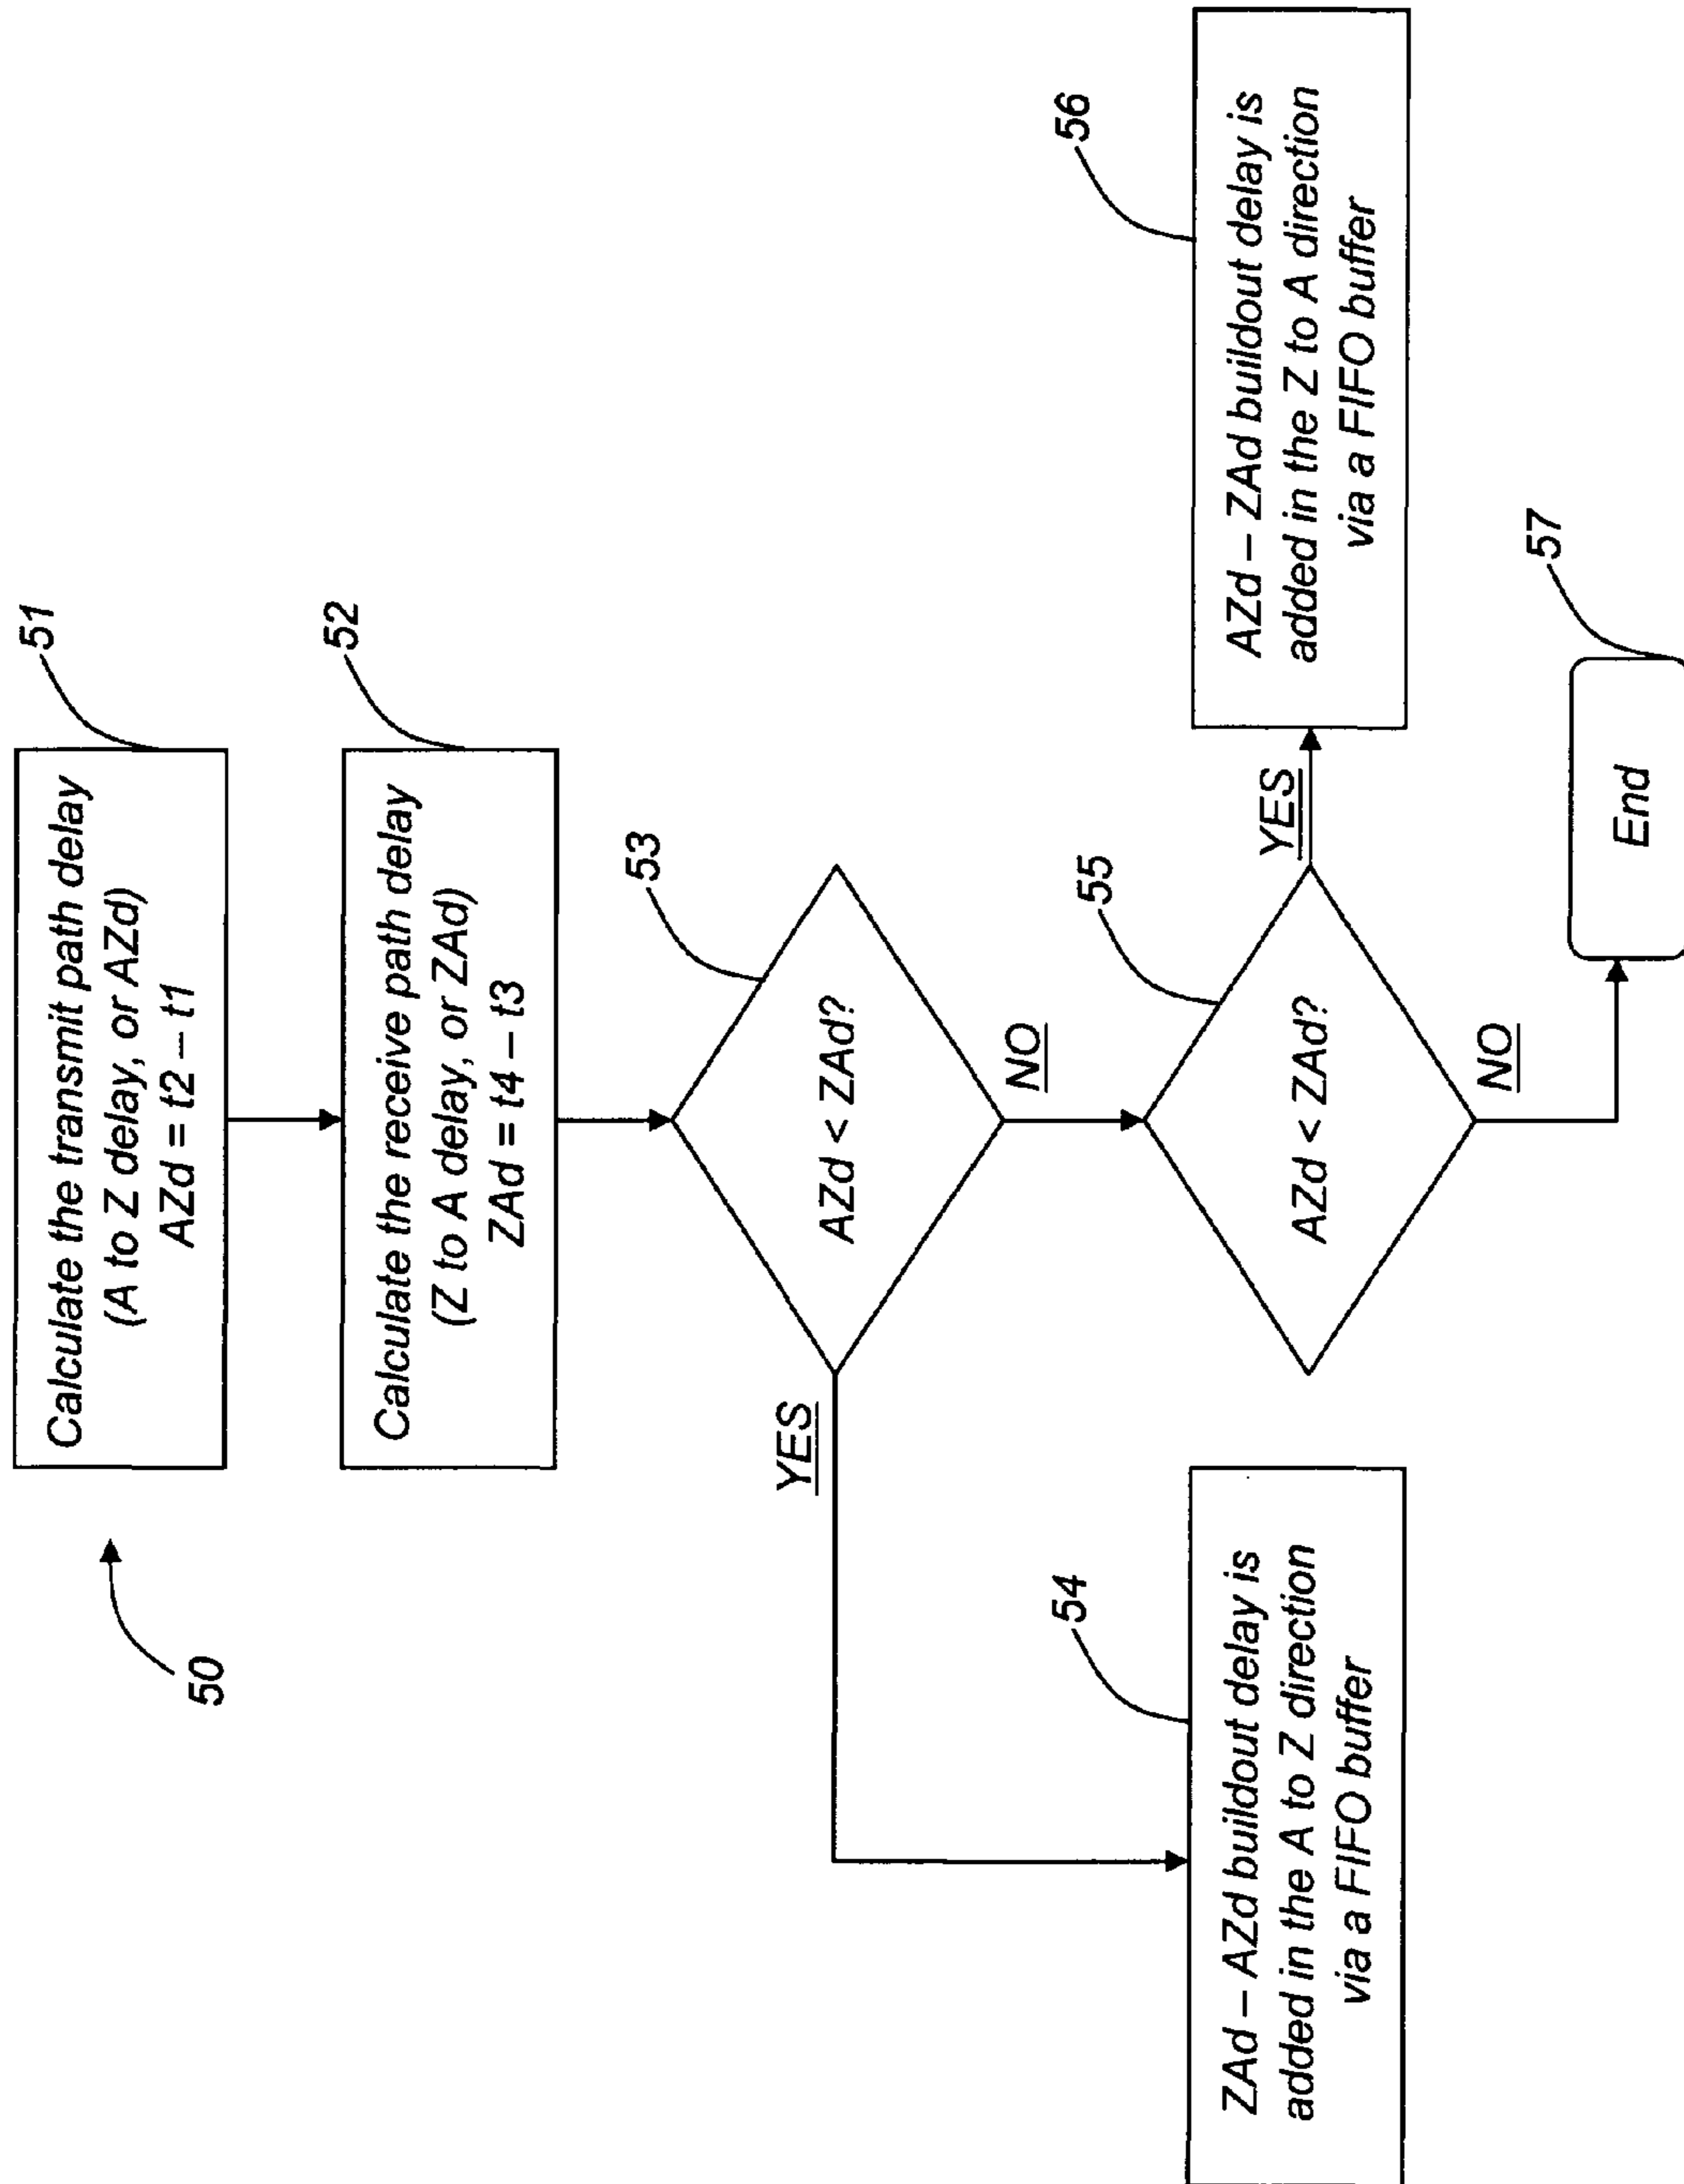 50
51
Calculate the transmit path delay
(A to Z delay, or AZd)
AZd = t2 – t1
52
Calculate the receive path delay
(Z to A delay, or ZAd)
ZAd = t4 – t3
53
AZd < ZAd?
YES
NO
54
ZAd – AZd buildout delay is
added in the A to Z direction
via a FIFO buffer
55
AZd < ZAd?
YES
NO
56
AZd – ZAd buildout delay is
added in the Z to A direction
via a FIFO buffer
57
End